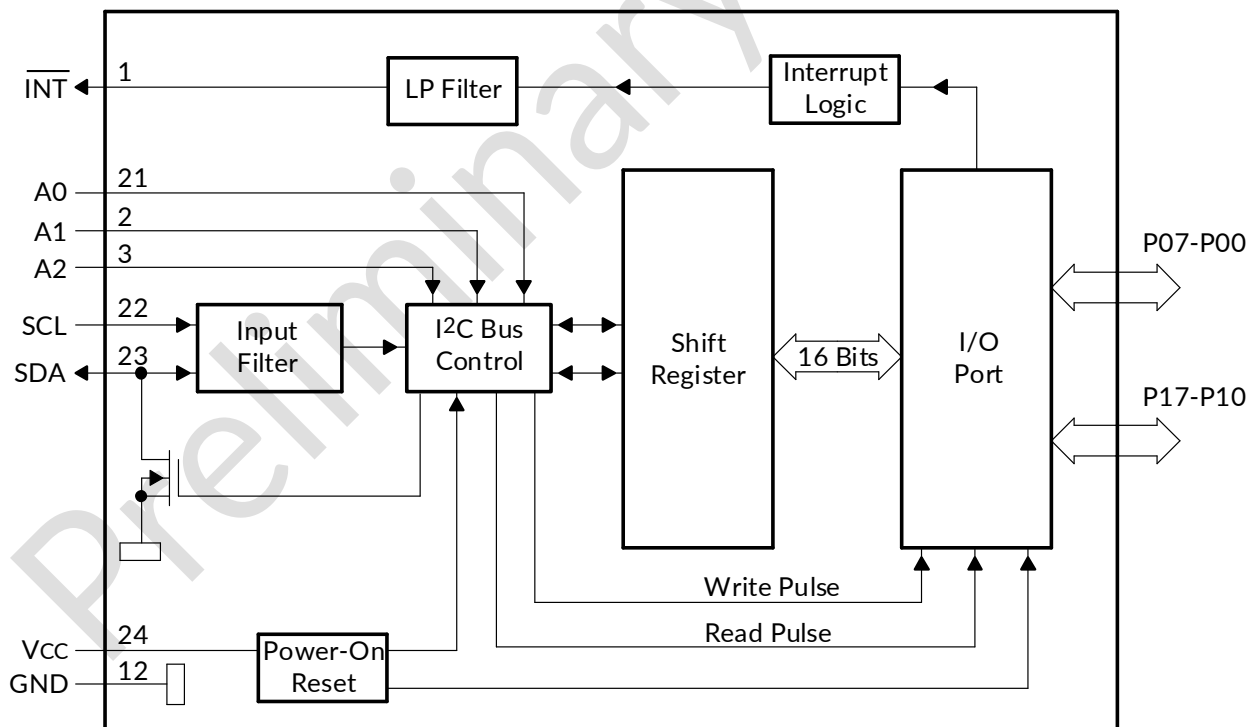 Preliminary
INT 1
LP Filter
Interrupt
Logic
A0 21
A1 2
A2 3
SCL 22
SDA 23
Input
Filter
I²C Bus
Control
Shift
Register
16 Bits
I/O
Port
P07-P00
P17-P10
Write Pulse
Read Pulse
VCC 24
GND 12
Power-On
Reset